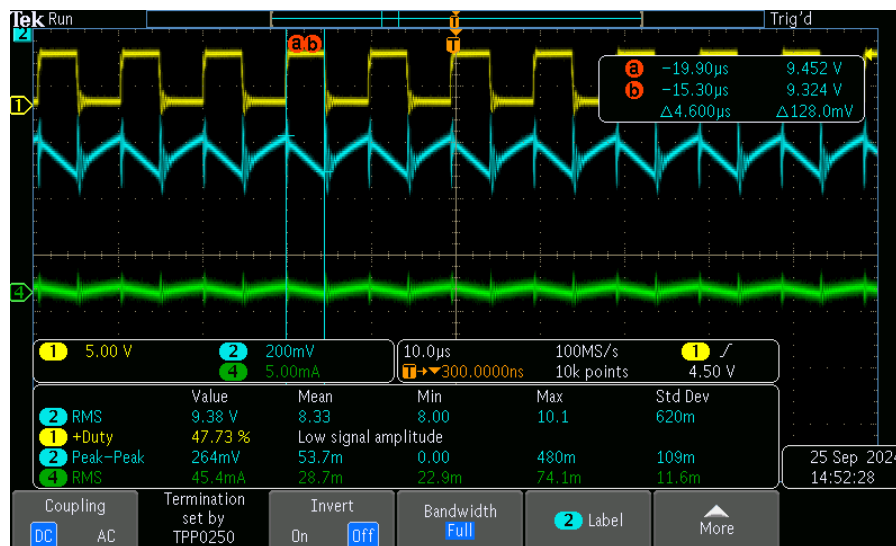 Tek Run Trig'd
2
T
a b T
a −19.90µs 9.452 V
b −15.30µs 9.324 V
△4.600µs △128.0mV
1
4
1 5.00 V 2 200mV
4 5.00mA
10.0µs 100MS/s
T→▼300.0000ns 10k points
1 ƒ
4.50 V
Value Mean Min Max Std Dev
2 RMS 9.38 V 8.33 8.00 10.1 620m
1 +Duty 47.73 % Low signal amplitude
2 Peak−Peak 264mV 53.7m 0.00 480m 109m
4 RMS 45.4mA 28.7m 22.9m 74.1m 11.6m
25 Sep 2024
14:52:28
Coupling
DC AC
Termination
set by
TPP0250
Invert
On Off
Bandwidth
Full
2 Label
More